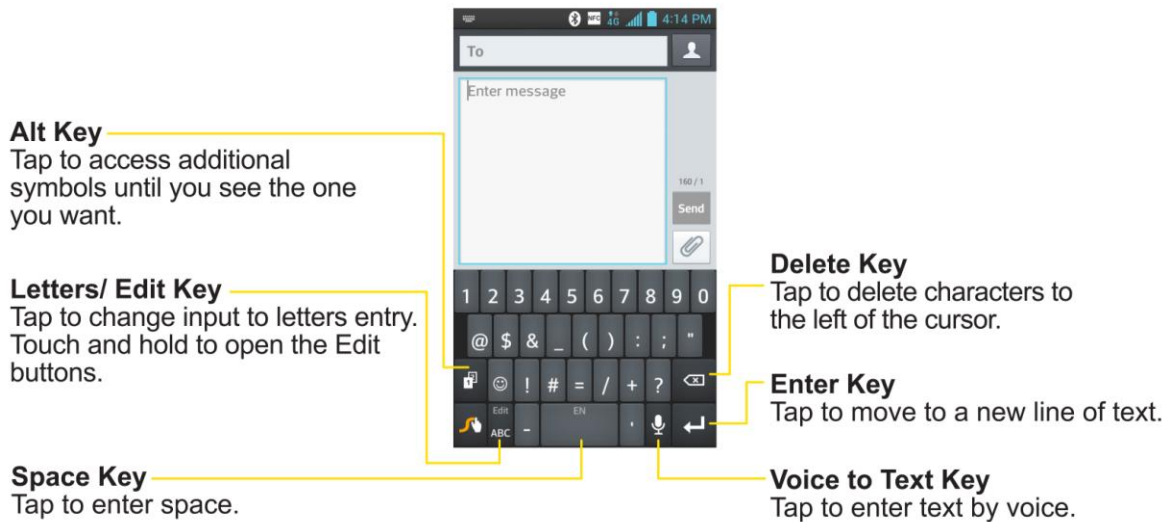 NFC 4G 4:14 PM
To
Enter message
160 / 1
Send
Alt Key
Tap to access additional
symbols until you see the one
you want.
Letters/ Edit Key
Tap to change input to letters entry.
Touch and hold to open the Edit
buttons.
Space Key
Tap to enter space.
1 2 3 4 5 6 7 8 9 0
@ $ & _ ( ) : ; "
! # = / + ?
Edit EN
ABC - '
Delete Key
Tap to delete characters to
the left of the cursor.
Enter Key
Tap to move to a new line of text.
Voice to Text Key
Tap to enter text by voice.